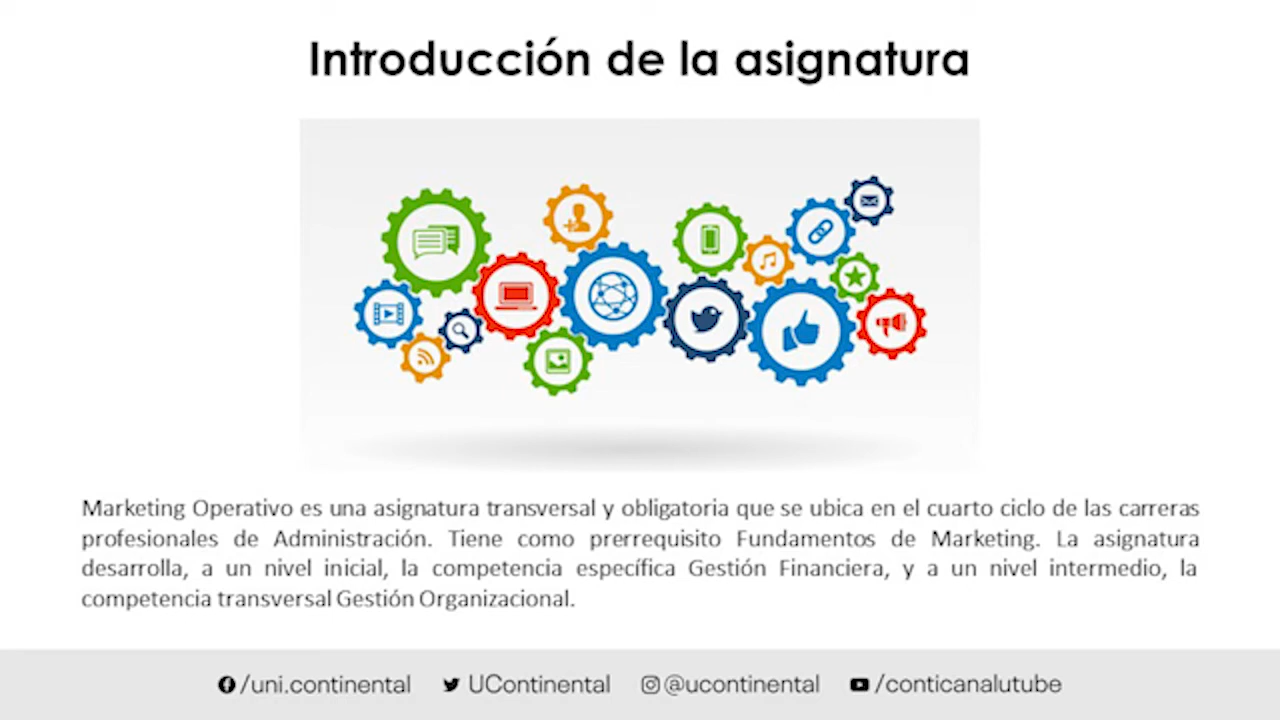 Introducción de la asignatura
Marketing Operativo es una asignatura transversal y obligatoria que se ubica en el cuarto ciclo de las carreras
profesionales de Administración. Tiene como prerrequisito Fundamentos de Marketing. La asignatura
desarrolla, a un nivel inicial, la competencia específica Gestión Financiera, y a un nivel intermedio, la
competencia transversal Gestión Organizacional.
/uni.continental UContinental @ucontinental /conticanalutube